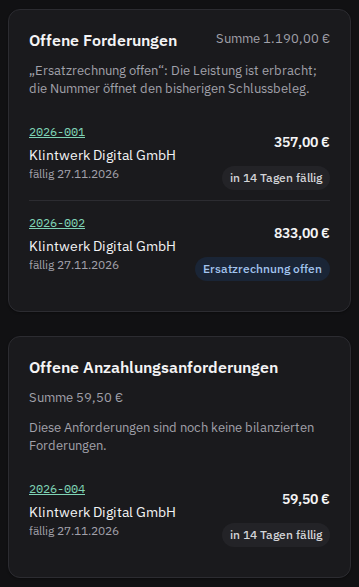 Offene Forderungen
Summe 1.190,00 €
„Ersatzrechnung offen“: Die Leistung ist erbracht;
die Nummer öffnet den bisherigen Schlussbeleg.
2026-001
357,00 €
Klintwerk Digital GmbH
fällig 27.11.2026
in 14 Tagen fällig
2026-002
833,00 €
Klintwerk Digital GmbH
fällig 27.11.2026
Ersatzrechnung offen
Offene Anzahlungsanforderungen
Summe 59,50 €
Diese Anforderungen sind noch keine bilanzierten
Forderungen.
2026-004
59,50 €
Klintwerk Digital GmbH
fällig 27.11.2026
in 14 Tagen fällig